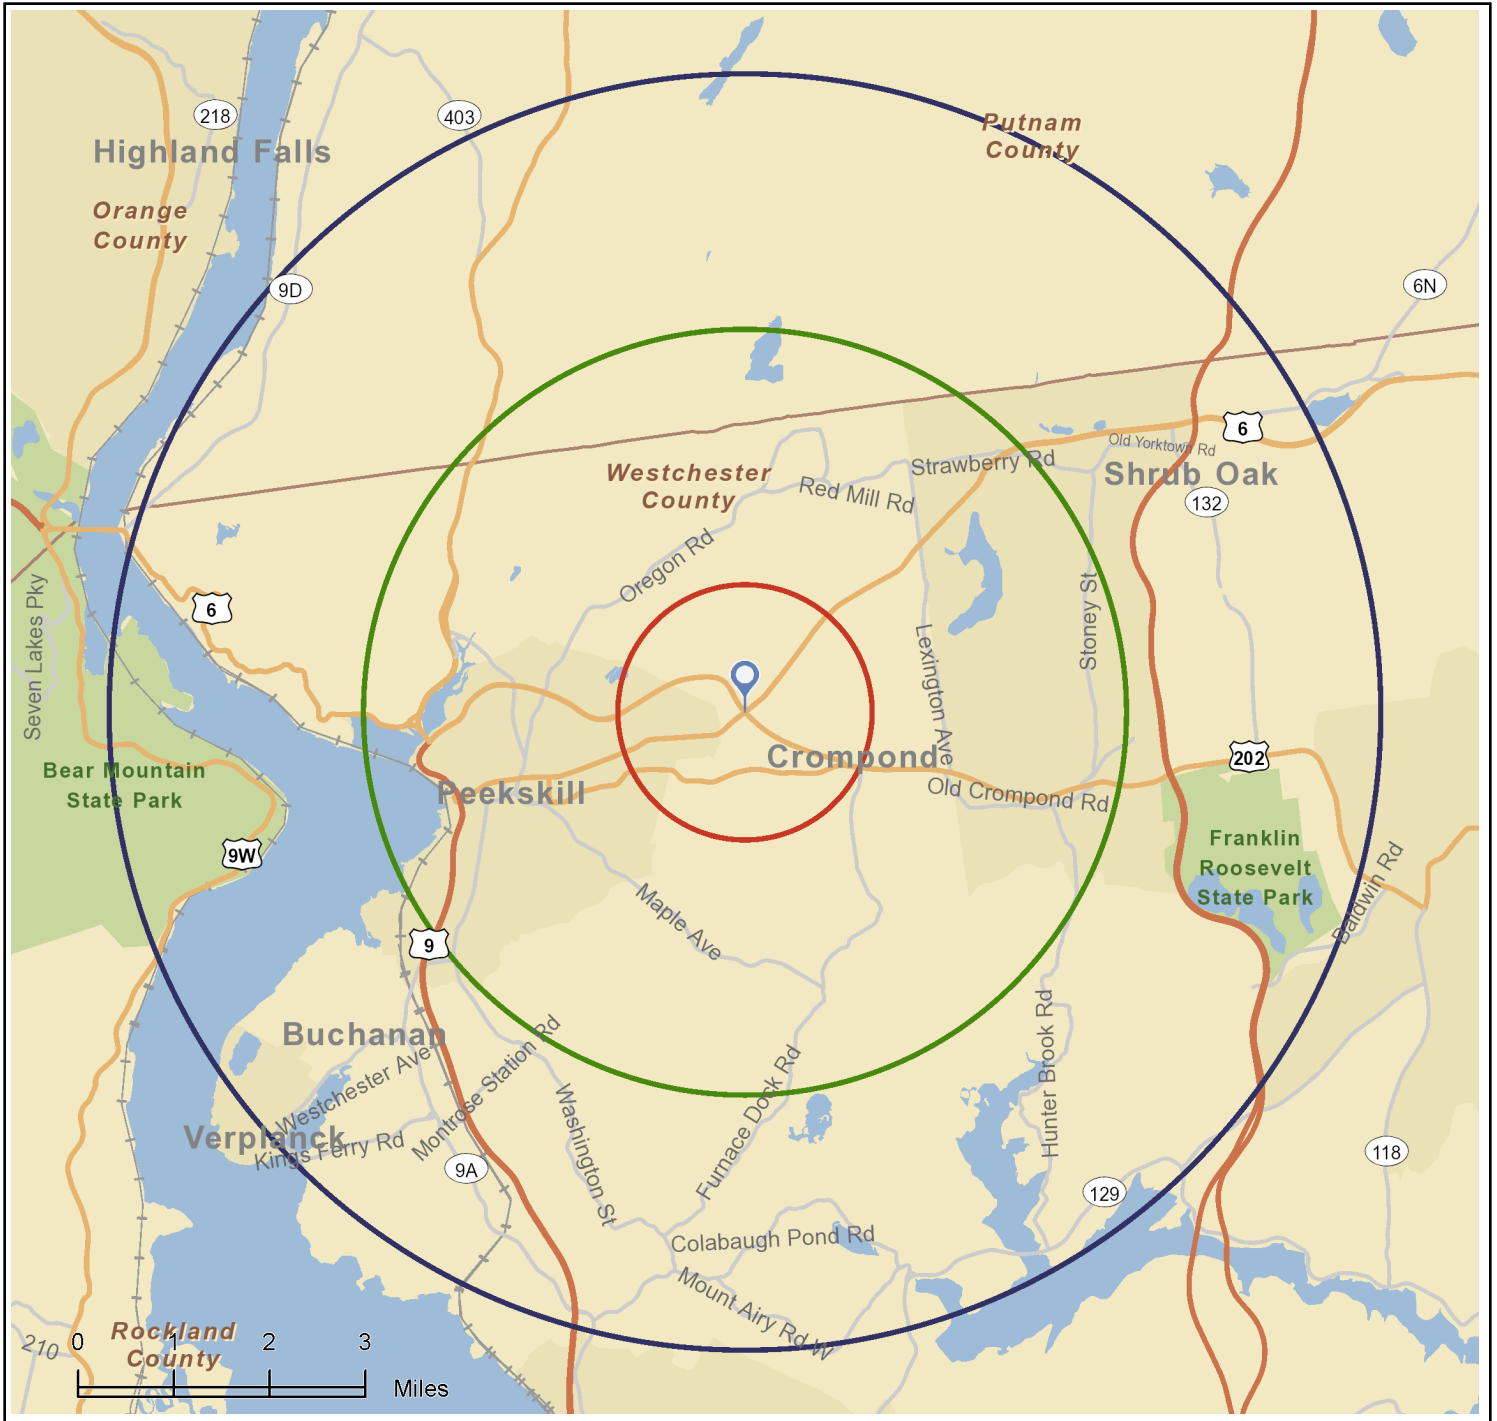 218
403
Putnam
County
Highland Falls
Orange
County
9D
6N
6
Old Yorktown Rd
Strawberry Rd
Shrub Oak
Westchester
County
Red Mill Rd
132
Oregon Rd
6
Seven Lakes Pky
Stoney St
Lexington Ave
Crompond
202
Bear Mountain
State Park
Peekskill
Old Crompond Rd
9W
Franklin
Roosevelt
State Park
Baldwin Rd
Maple Ave
9
Buchanan
Hunter Brook Rd
Westchester Ave
Montrose Station Rd
Washington St
Furnace Dock Rd
Verplanck
Kings Ferry Rd
9A
118
129
Colabaugh Pond Rd
Mount Airy Rd W
210
Rockland
County
0 1 2 3
Miles